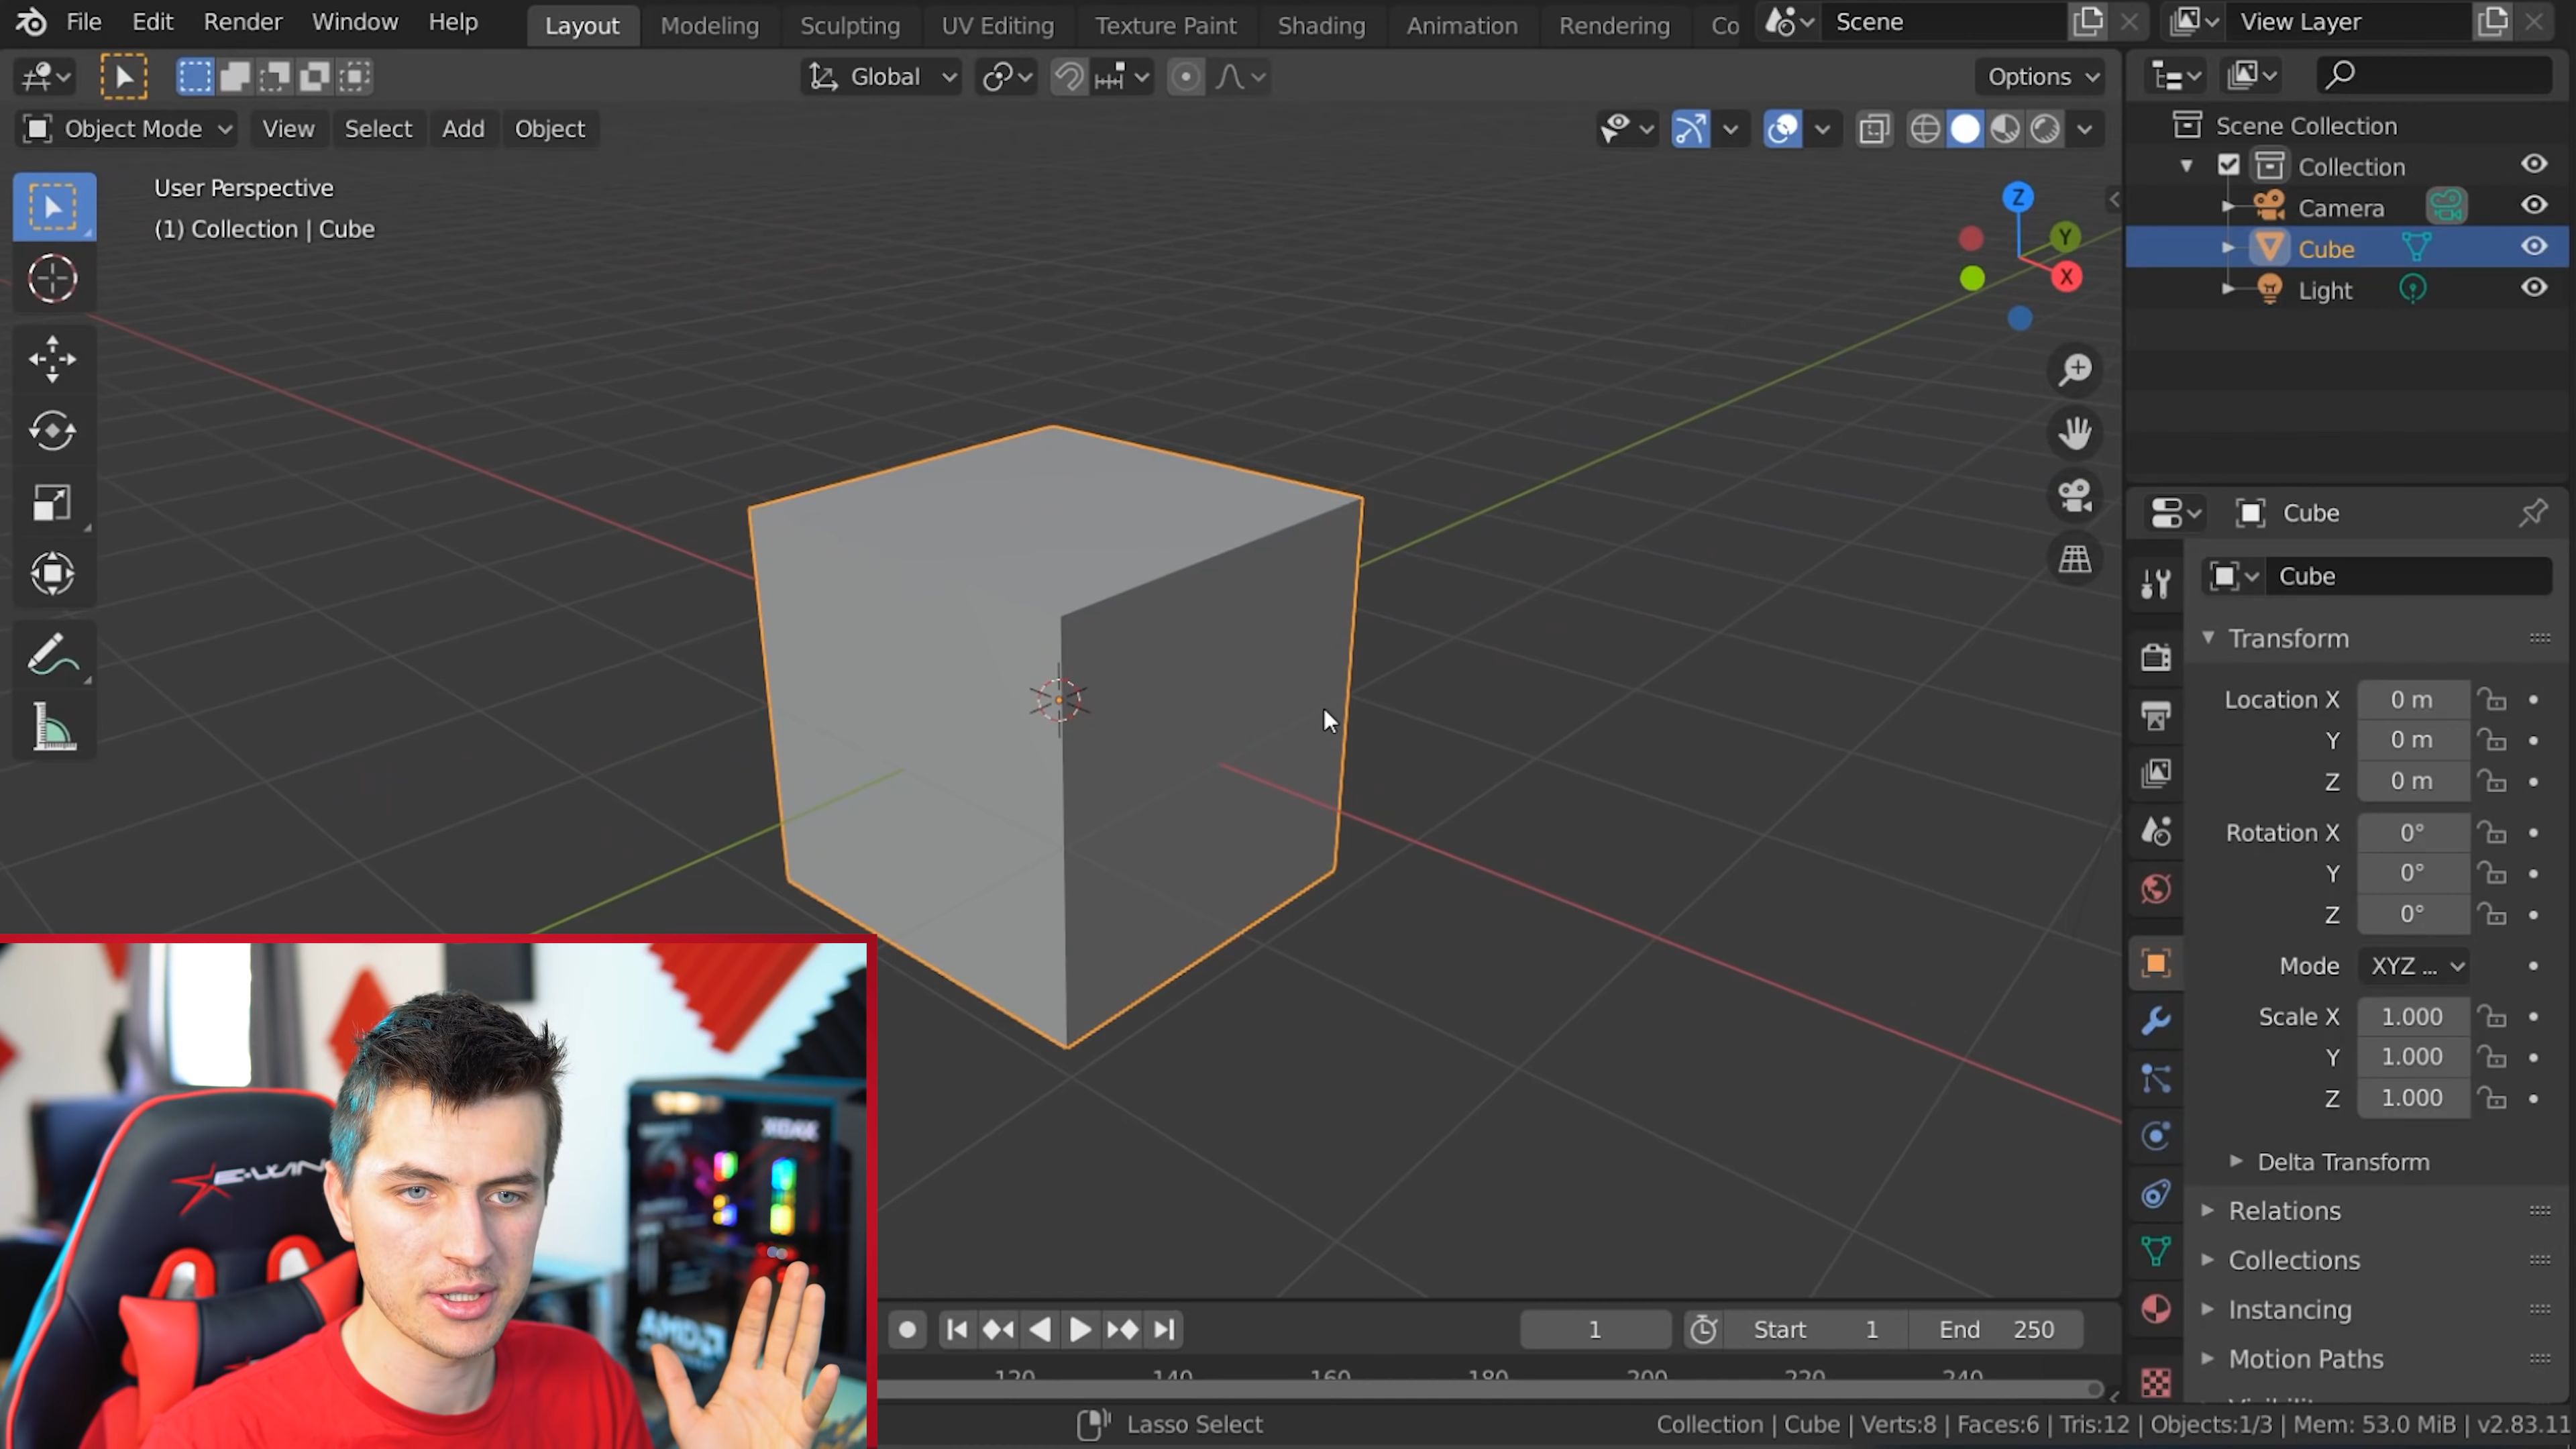 File Edit Render Window Help Layout Modeling Sculpting UV Editing Texture Paint Shading Animation Rendering Co Scene View Layer
Global Options
Object Mode View Select Add Object
User Perspective
(1) Collection | Cube
Z
Y
X
Scene Collection
Collection
Camera
Cube
Light
Cube
Cube
Transform
Location X 0 m
Y 0 m
Z 0 m
Rotation X 0°
Y 0°
Z 0°
Mode XYZ ...
Scale X 1.000
Y 1.000
Z 1.000
Delta Transform
Relations
Collections
Instancing
Motion Paths
XIDAX
AMD
1 Start 1 End 250
120 140 160 180 200 220 240
Lasso Select Collection | Cube | Verts:8 | Faces:6 | Tris:12 | Objects:1/3 | Mem: 53.0 MiB | v2.83.11